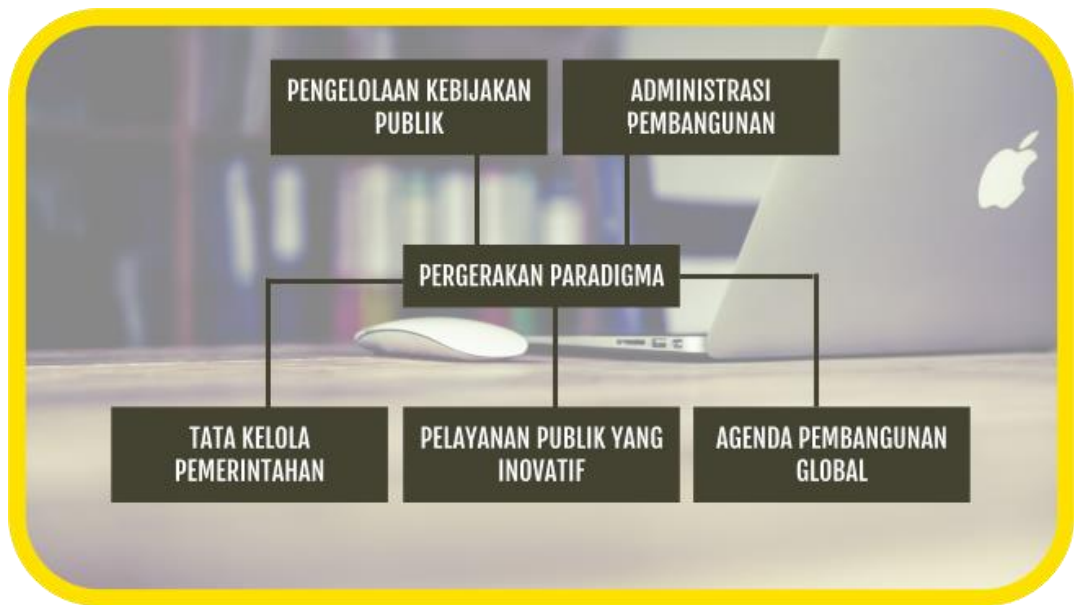 PENGELOLAAN KEBIJAKAN
PUBLIK
ADMINISTRASI
PEMBANGUNAN
PERGERAKAN PARADIGMA
TATA KELOLA
PEMERINTAHAN
PELAYANAN PUBLIK YANG
INOVATIF
AGENDA PEMBANGUNAN
GLOBAL